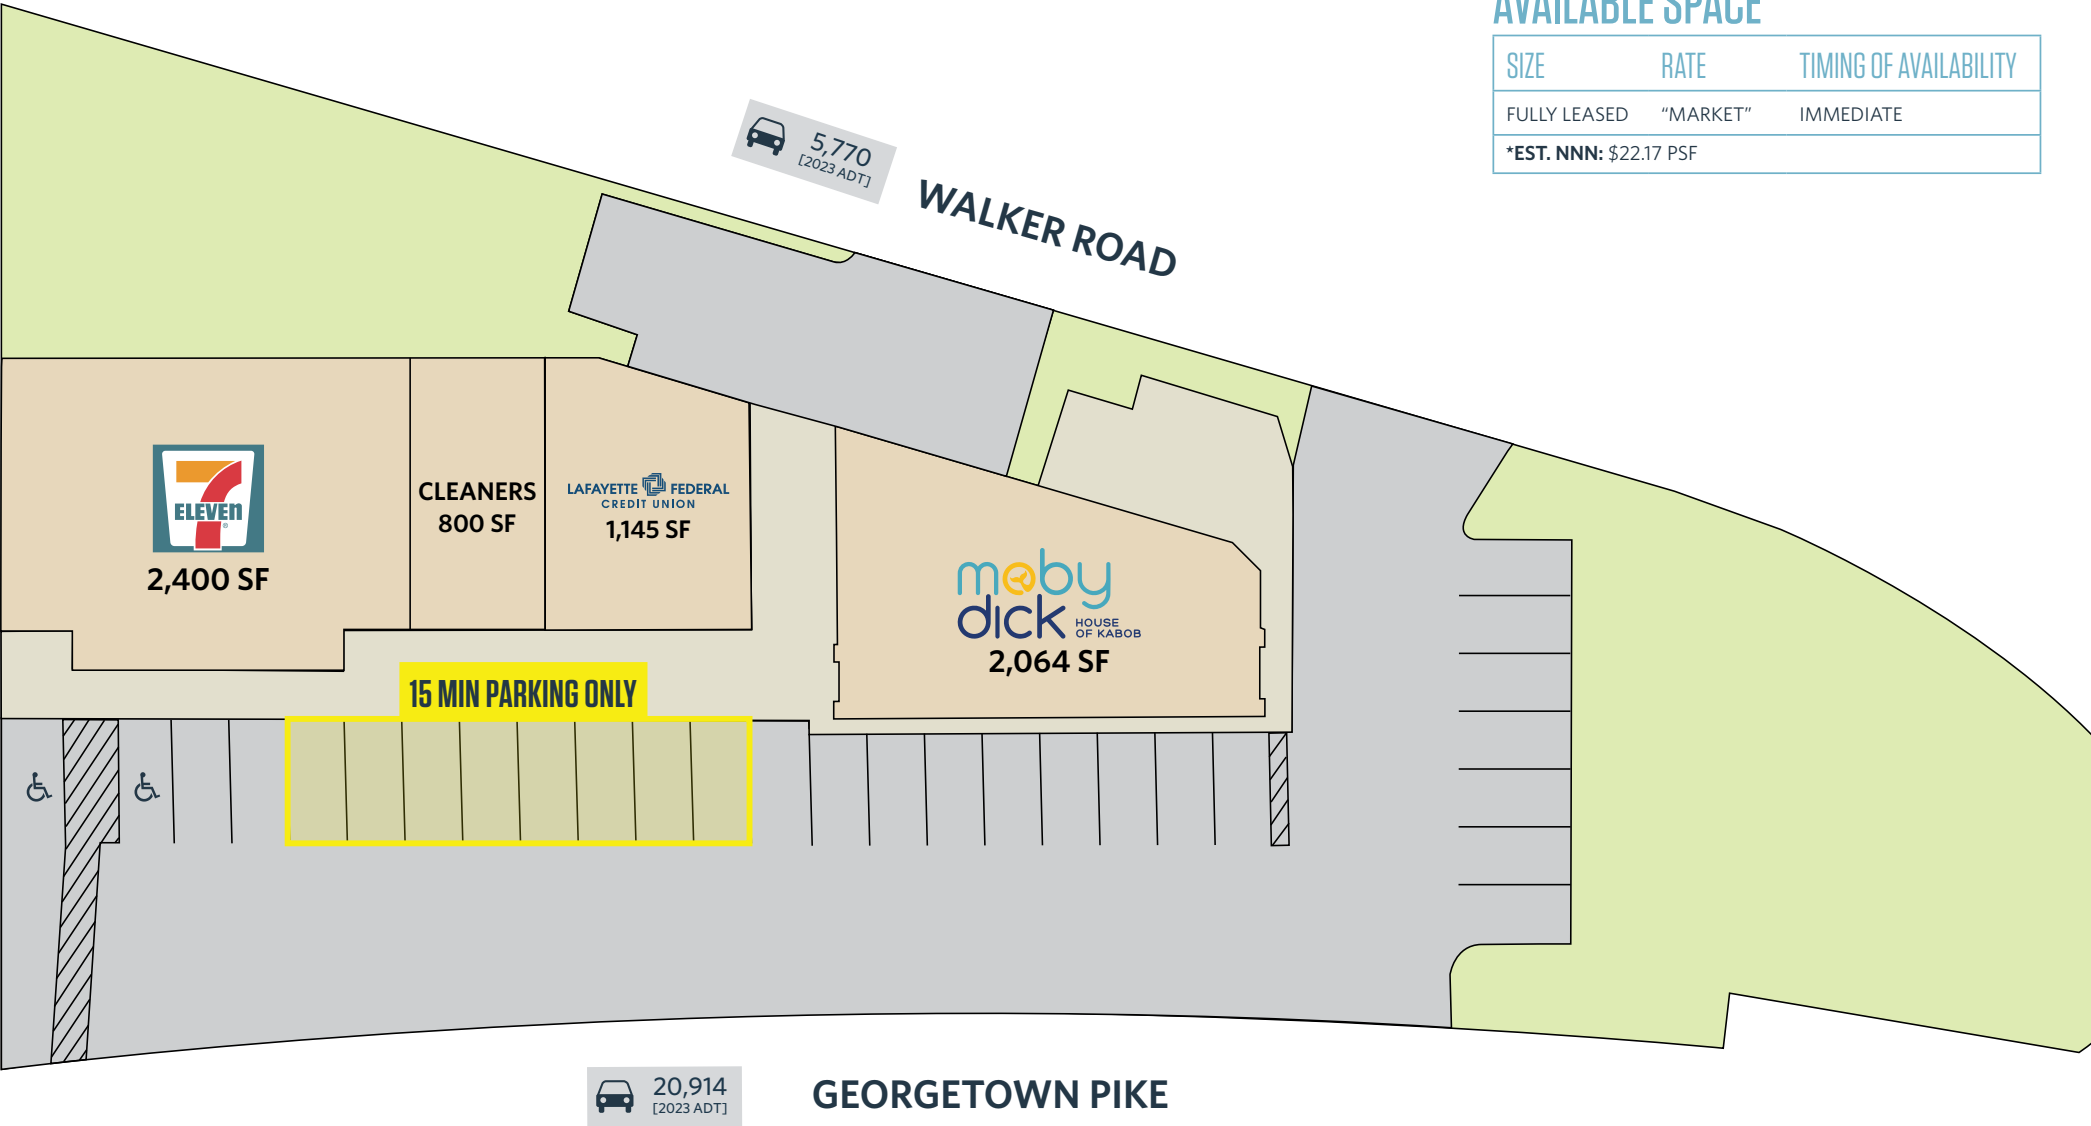 AVAILABLE SPACE
SIZE RATE TIMING OF AVAILABILITY
FULLY LEASED “MARKET” IMMEDIATE
*EST. NNN: $22.17 PSF
5,770
[2023 ADT]
WALKER ROAD
7
ELEVEn
®
2,400 SF
CLEANERS
800 SF
LAFAYETTE FEDERAL
CREDIT UNION
1,145 SF
moby
dick HOUSE
OF KABOB
2,064 SF
15 MIN PARKING ONLY
20,914
[2023 ADT]
GEORGETOWN PIKE